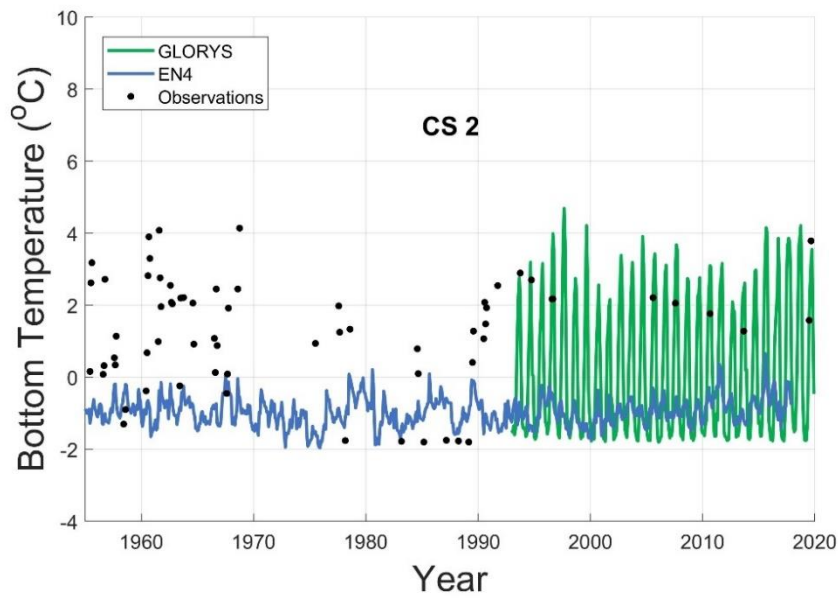 10
8
6
4
2
0
-2
-4
Bottom Temperature (°C)
GLORYS
EN4
Observations
CS 2
1960 1970 1980 1990 2000 2010 2020
Year